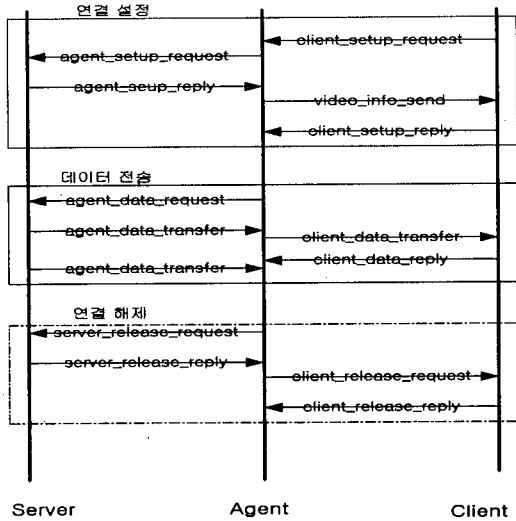 연결 설정
client_setup_request
agent_setup_request
agent_seup_reply
video_info_send
client_setup_reply
데이터 전송
agent_data_request
agent_data_transfer
client_data_transfer
client_data_reply
agent_data_transfer
연결 해제
server_release_request
server_release_reply
client_release_request
client_release_reply
Server Agent Client